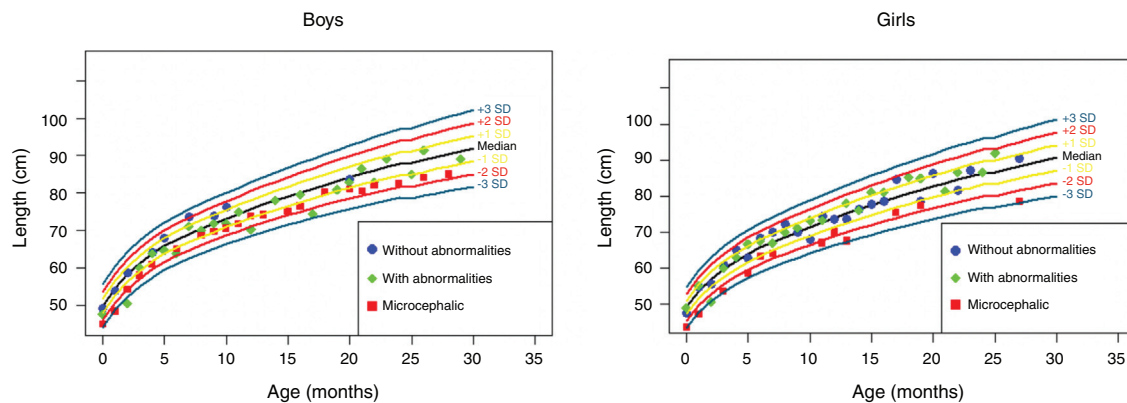 Boys
Length (cm)
100
90
80
70
60
50
+3 SD
+2 SD
+1 SD
Median
-1 SD
-2 SD
-3 SD
Without abnormalities
With abnormalities
Microcephalic
0 5 10 15 20 25 30 35
Age (months)
Girls
Length (cm)
100
90
80
70
60
50
+3 SD
+2 SD
+1 SD
Median
-1 SD
-2 SD
-3 SD
Without abnormalities
With abnormalities
Microcephalic
0 5 10 15 20 25 30 35
Age (months)